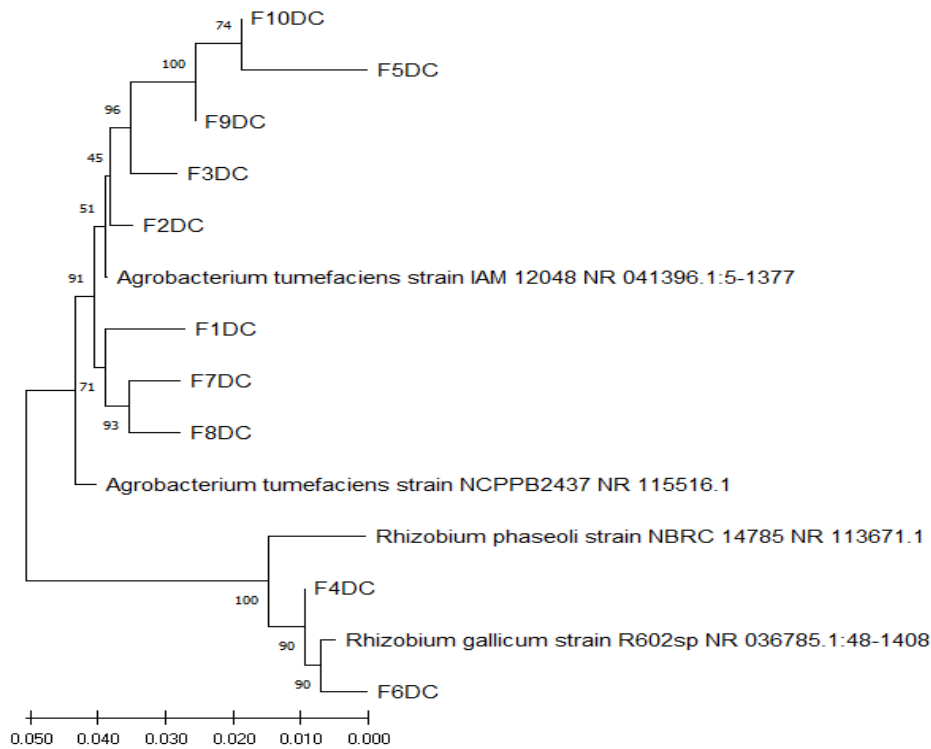 F10DC
74
F5DC
100
F9DC
96
F3DC
45
F2DC
51
Agrobacterium tumefaciens strain IAM 12048 NR 041396.1:5-1377
91
F1DC
F7DC
71
F8DC
93
Agrobacterium tumefaciens strain NCPPB2437 NR 115516.1
Rhizobium phaseoli strain NBRC 14785 NR 113671.1
F4DC
100
Rhizobium gallicum strain R602sp NR 036785.1:48-1408
90
F6DC
90
0.050 0.040 0.030 0.020 0.010 0.000